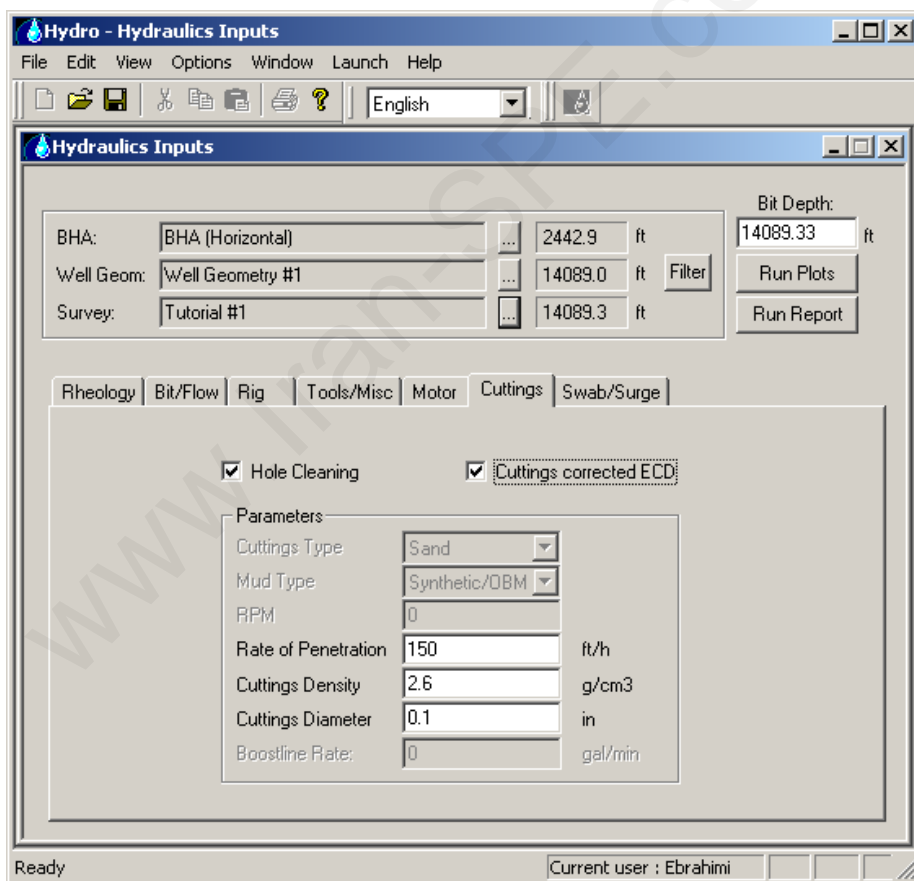 Hydro - Hydraulics Inputs
File Edit View Options Window Launch Help
English
Hydraulics Inputs
Bit Depth:
BHA: BHA (Horizontal) ... 2442.9 ft 14089.33 ft
Well Geom: Well Geometry #1 ... 14089.0 ft Filter Run Plots
Survey: Tutorial #1 ... 14089.3 ft Run Report
Rheology Bit/Flow Rig Tools/Misc Motor Cuttings Swab/Surge
Hole Cleaning Cuttings corrected ECD
Parameters
Cuttings Type Sand
Mud Type Synthetic/OBM
RPM 0
Rate of Penetration 150 ft/h
Cuttings Density 2.6 g/cm3
Cuttings Diameter 0.1 in
Boostline Rate: 0 gal/min
Ready Current user : Ebrahimi
www.Iran-SPE.co